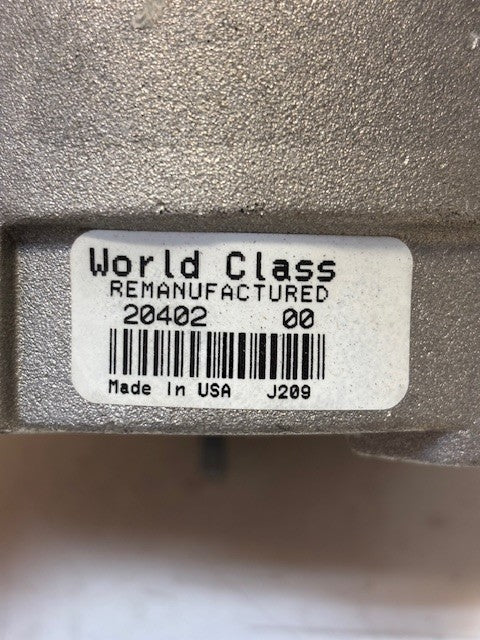 World Class
REMANUFACTURED
20402 00
Made In USA J209